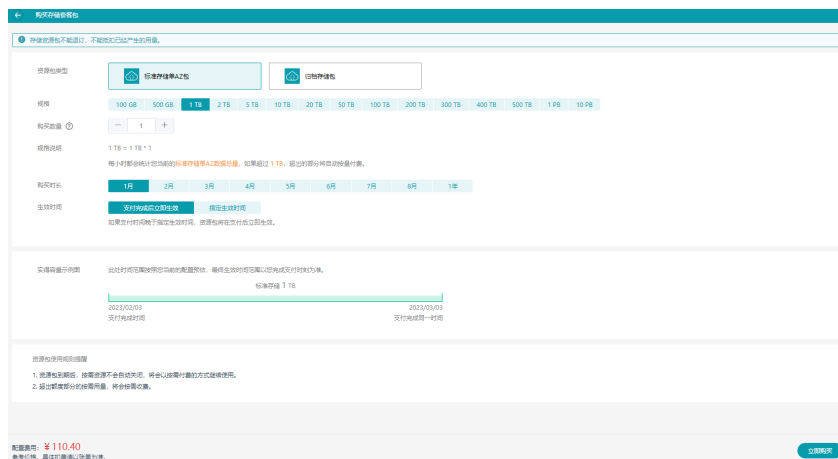 购买存储套餐包
存储资源包不能退订，不能抵扣已经产生的用量。
资源包类型
标准存储单AZ包
归档存储包
规格
100 GB 500 GB 1 TB 2 TB 5 TB 10 TB 20 TB 50 TB 100 TB 200 TB 300 TB 400 TB 500 TB 1 PB 10 PB
购买数量 ?
— 1 +
规格说明
1 TB = 1 TB * 1
每小时都会统计您当前的标准存储单AZ数据总量，如果超过 1 TB，超出的部分将自动按量付费。
购买时长
1月 2月 3月 4月 5月 6月 7月 8月 1年
生效时间
支付完成后立即生效 指定生效时间
如果支付时间晚于指定生效时间，资源包将在支付后立即生效。
实得容量示例图
此处时间范围按照您当前的配置预估，最终生效时间范围以您完成支付时刻为准。
标准存储 1 TB
2023/02/03 2023/03/03
支付完成时间 支付完成同一时间
资源包使用规则提醒
1. 资源包到期后，按需资源不会自动关闭，将会以按需付费的方式继续使用。
2. 超出额度部分的按需用量，将会按需收费。
配置费用: ¥110.40
参考价格，具体扣费请以账单为准。
立即购买